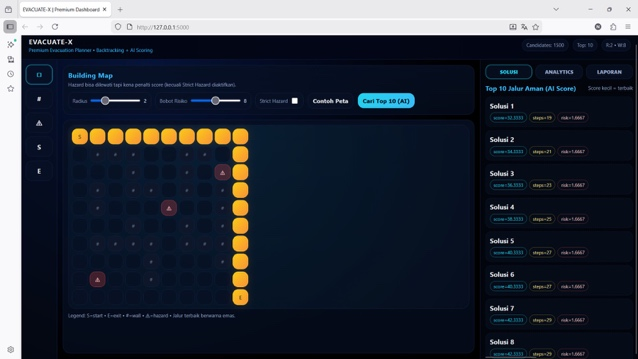 EVACUATE-X | Premium Dashboard
http://127.0.0.1:5000
EVACUATE-X
Premium Evacuation Planner • Backtracking • AI Scoring
Candidates: 1500
Top: 10
R:2 • W:8
Building Map
Hazard bisa dilewati tapi kena penalti score (kecuali Strict Hazard diaktifkan).
Radius 2 Bobot Risiko 8 Strict Hazard Contoh Peta Cari Top 10 (AI)
#
⚠
S
E
S
# # # # #
# ⚠
# # # # #
# ⚠
# # #
# # # # # #
# #
⚠ #
E
Legend: S=start • E=exit • #=wall • ⚠=hazard • Jalur terbaik berwarna emas.
SOLUSI ANALYTICS LAPORAN
Top 10 Jalur Aman (AI Score) Score kecil = terbaik
Solusi 1
score=32,3333 steps=19 risk=1.6667
Solusi 2
score=34.3333 steps=21 risk=1.6667
Solusi 3
score=36,3333 steps=23 risk=1.6667
Solusi 4
score=38,3333 steps=25 risk=1.6667
Solusi 5
score=40,3333 steps=27 risk=1.6667
Solusi 6
score=40,3333 steps=27 risk=1.6667
Solusi 7
score=42,3333 steps=29 risk=1.6667
Solusi 8
score=42,3333 steps=29 risk=1.6667